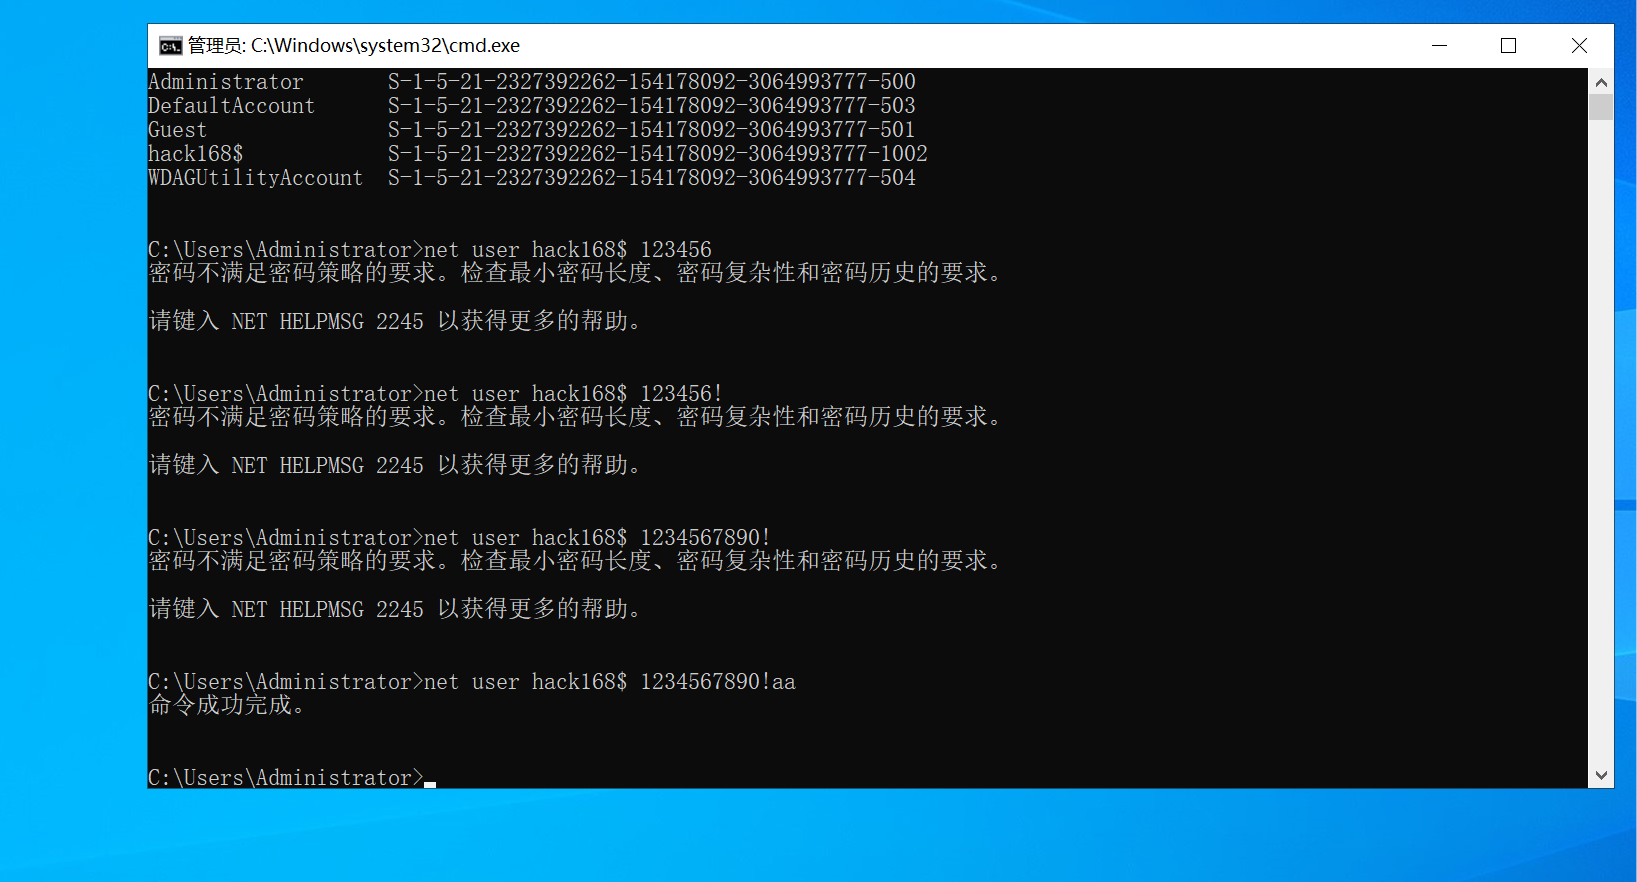 管理员: C:\Windows\system32\cmd.exe
Administrator       S-1-5-21-2327392262-154178092-3064993777-500
DefaultAccount      S-1-5-21-2327392262-154178092-3064993777-503
Guest               S-1-5-21-2327392262-154178092-3064993777-501
hack168$            S-1-5-21-2327392262-154178092-3064993777-1002
WDAGUtilityAccount  S-1-5-21-2327392262-154178092-3064993777-504
C:\Users\Administrator>net user hack168$ 123456
密码不满足密码策略的要求。检查最小密码长度、密码复杂性和密码历史的要求。
请键入 NET HELPMSG 2245 以获得更多的帮助。
C:\Users\Administrator>net user hack168$ 123456!
密码不满足密码策略的要求。检查最小密码长度、密码复杂性和密码历史的要求。
请键入 NET HELPMSG 2245 以获得更多的帮助。
C:\Users\Administrator>net user hack168$ 1234567890!
密码不满足密码策略的要求。检查最小密码长度、密码复杂性和密码历史的要求。
请键入 NET HELPMSG 2245 以获得更多的帮助。
C:\Users\Administrator>net user hack168$ 1234567890!aa
命令成功完成。
C:\Users\Administrator>